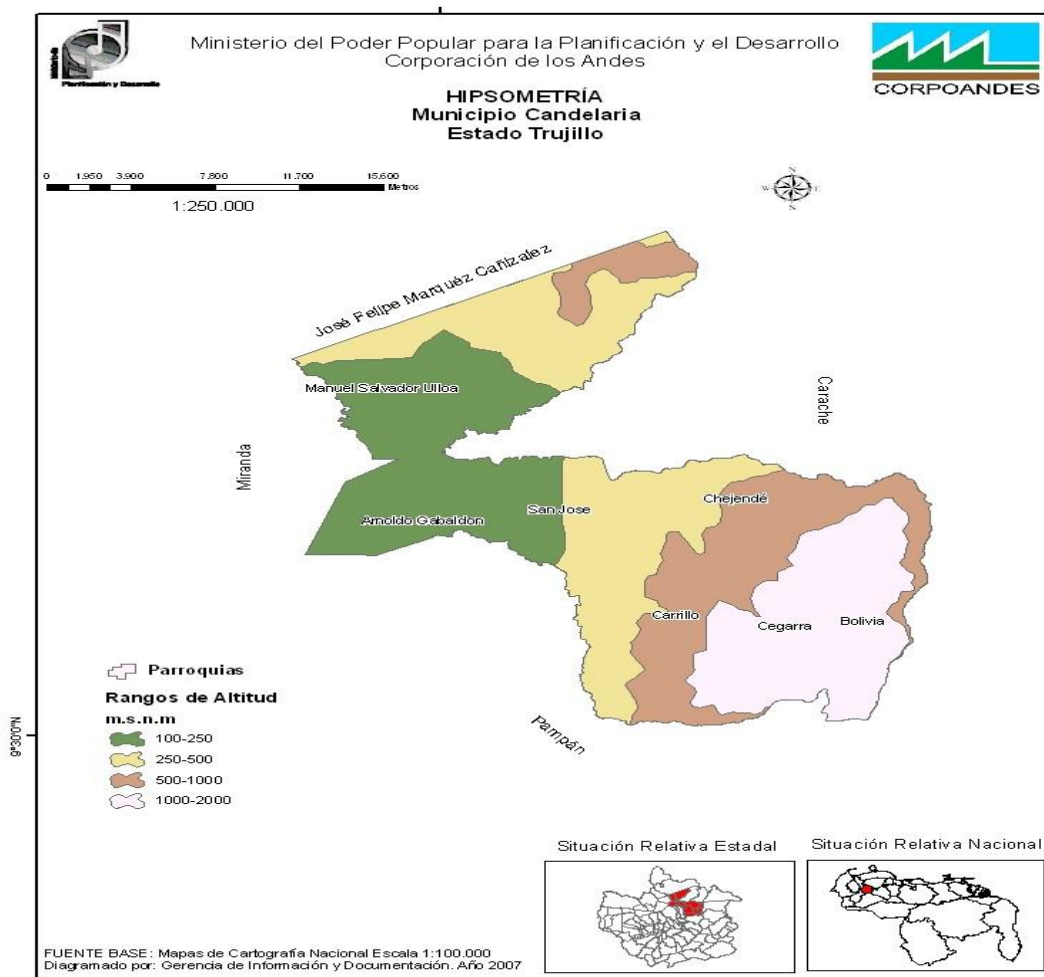 Planificación y Desarrollo
Ministerio del Poder Popular para la Planificación y el Desarrollo
Corporación de los Andes
CORPOANDES
HIPSOMETRÍA
Municipio Candelaria
Estado Trujillo
0 1.950 3.900 7.800 11.700 15.600
Metros
1:250.000
N
W E
S
José Felipe Marquéz Cañizalez
Manuel Salvador Ulloa
Carache
Miranda
Chejendé
San Jose
Arnoldo Gabaldon
Carrillo
Cegarra
Bolivia
Pampán
Parroquias
Rangos de Altitud
m.s.n.m
100-250
250-500
500-1000
1000-2000
9°30'0"N
Situación Relativa Estadal
Situación Relativa Nacional
FUENTE BASE: Mapas de Cartografía Nacional Escala 1:100.000
Diagramado por: Gerencia de Información y Documentación. Año 2007